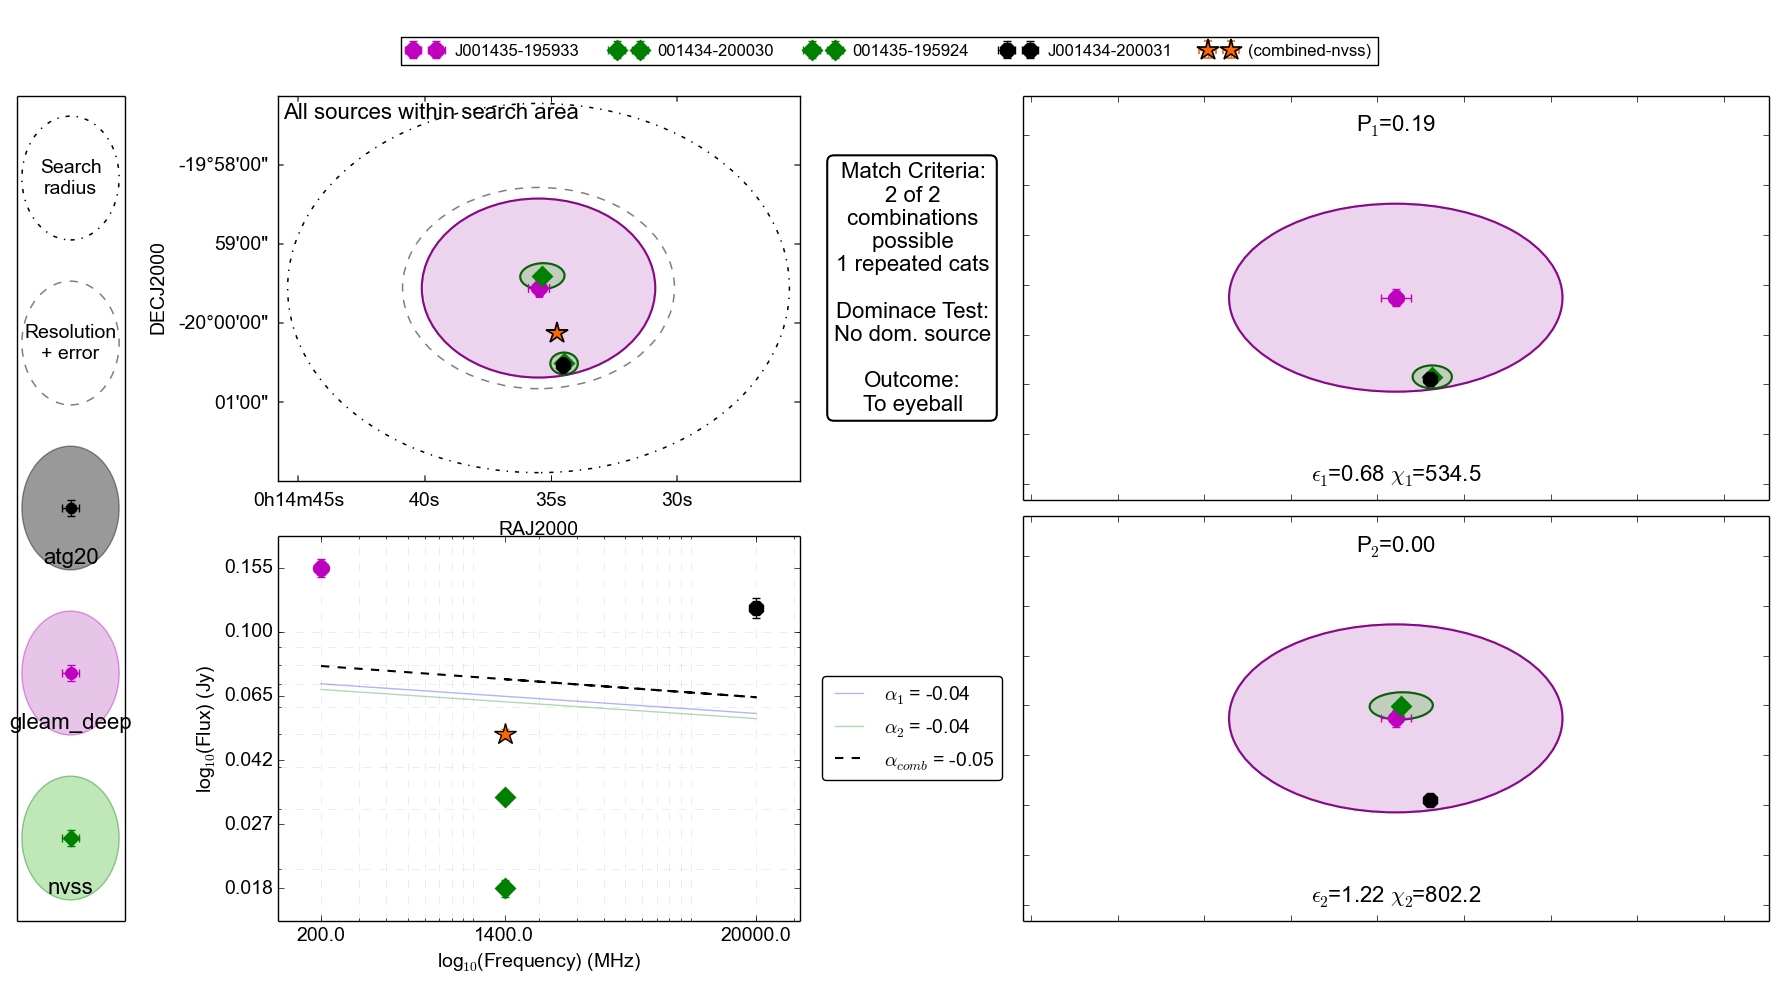 J001435-195933 001434-200030 001435-195924 J001434-200031 (combined-nvss)
Search
radius
Resolution
+ error
atg20
gleam_deep
nvss
All sources within search area
DECJ2000
-19°58'00"
59'00"
-20°00'00"
01'00"
0h14m45s 40s 35s 30s
RAJ2000
Match Criteria:
2 of 2
combinations
possible
1 repeated cats
Dominace Test:
No dom. source
Outcome:
To eyeball
log10(Flux) (Jy)
0.155
0.100
0.065
0.042
0.027
0.018
200.0 1400.0 20000.0
log10(Frequency) (MHz)
α1 = -0.04
α2 = -0.04
αcomb = -0.05
P1=0.19
ϵ1=0.68 χ1=534.5
P2=0.00
ϵ2=1.22 χ2=802.2